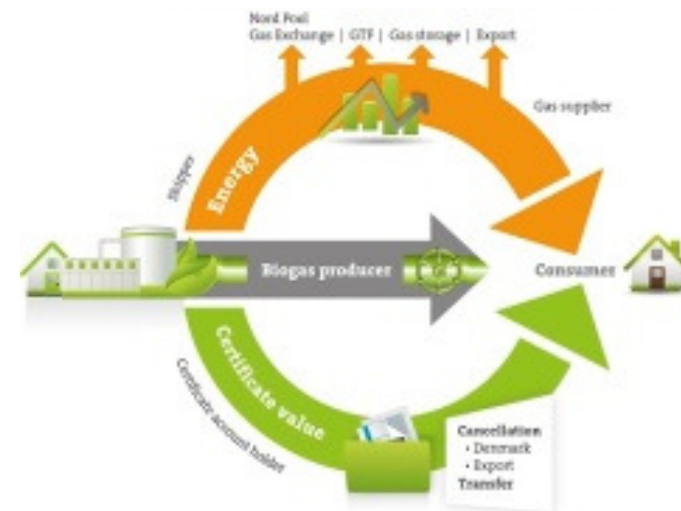 Nord Pool
Gas Exchange | GTF | Gas storage | Export
Gas supplier
Shipper
Energy
Biogas producer
Consumer
Certificate value
Certificate account holder
Cancellation
• Denmark
• Export
Transfer